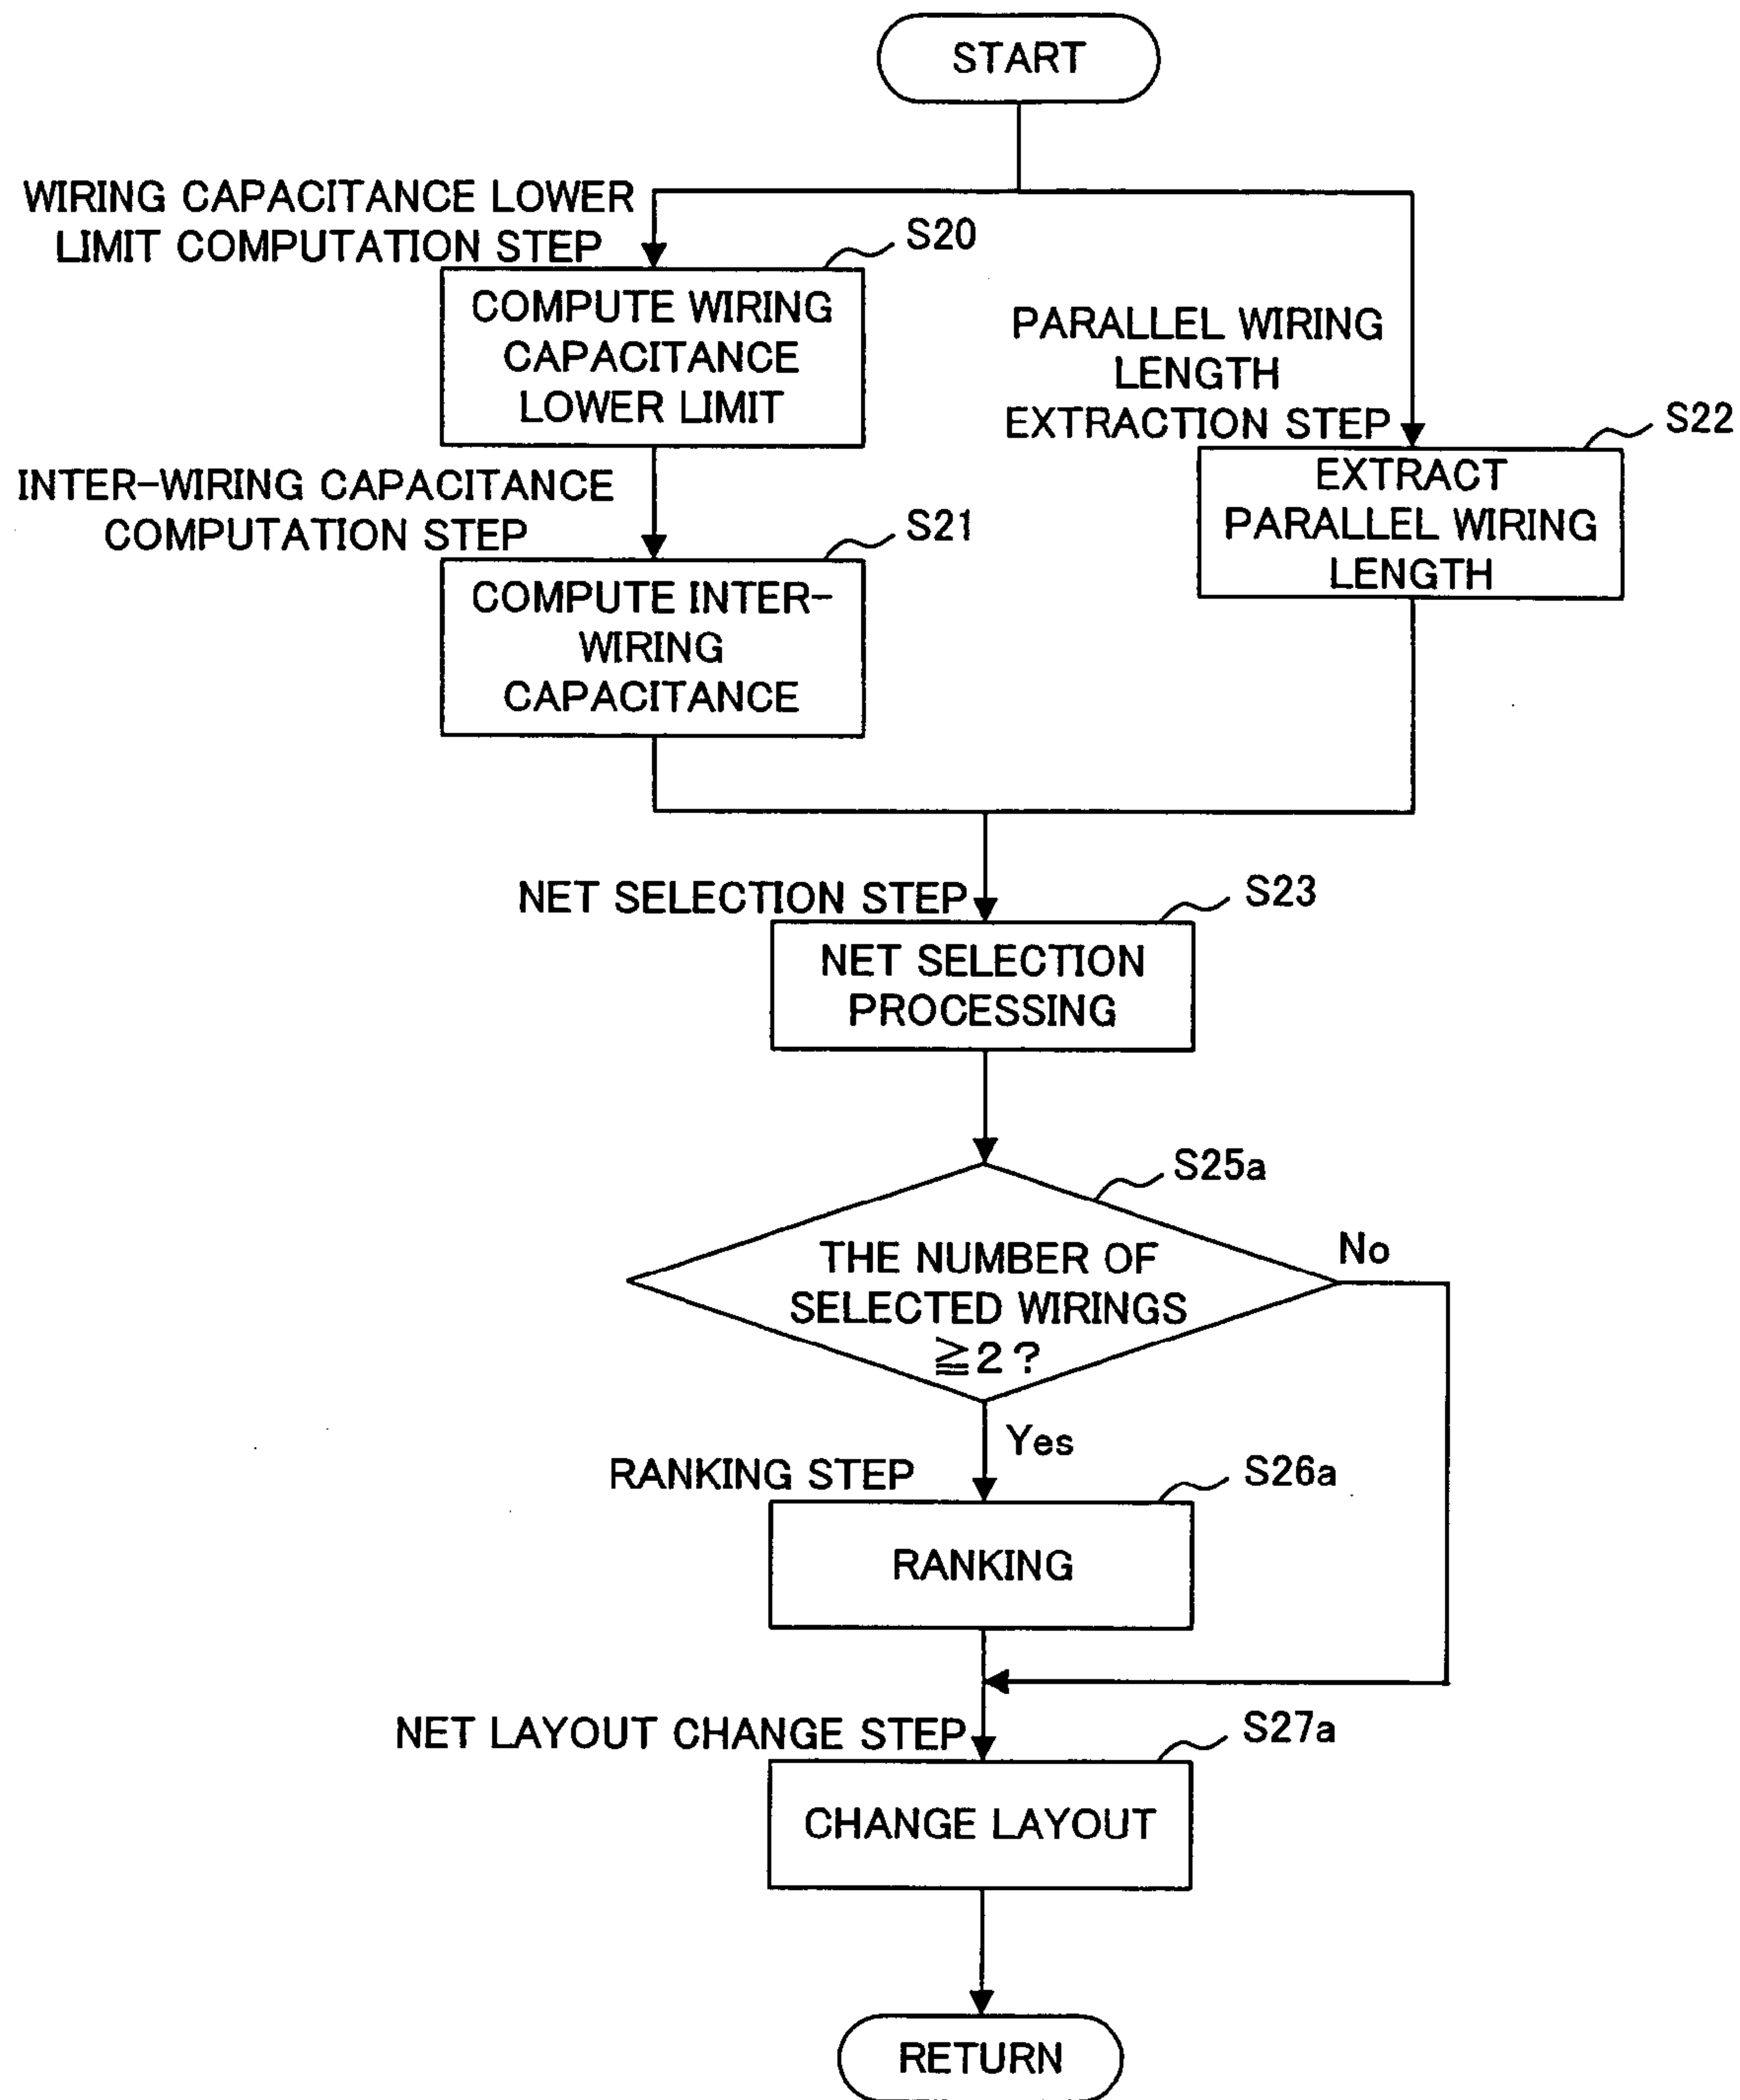 START
WIRING CAPACITANCE LOWER
LIMIT COMPUTATION STEP
S20
COMPUTE WIRING
CAPACITANCE
LOWER LIMIT
PARALLEL WIRING
LENGTH
EXTRACTION STEP
S22
EXTRACT
PARALLEL WIRING
LENGTH
INTER-WIRING CAPACITANCE
COMPUTATION STEP
S21
COMPUTE INTER-
WIRING
CAPACITANCE
NET SELECTION STEP
S23
NET SELECTION
PROCESSING
S25a
THE NUMBER OF
SELECTED WIRINGS
≧2?
No
Yes
RANKING STEP
S26a
RANKING
NET LAYOUT CHANGE STEP
S27a
CHANGE LAYOUT
RETURN